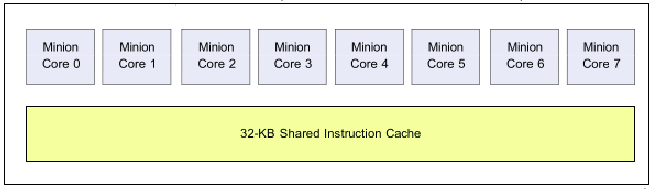 Minion Core 0
Minion Core 1
Minion Core 2
Minion Core 3
Minion Core 4
Minion Core 5
Minion Core 6
Minion Core 7
32-KB Shared Instruction Cache